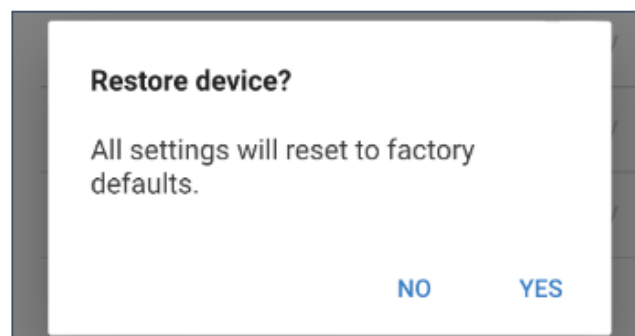 Restore device?
All settings will reset to factory
defaults.
NO YES